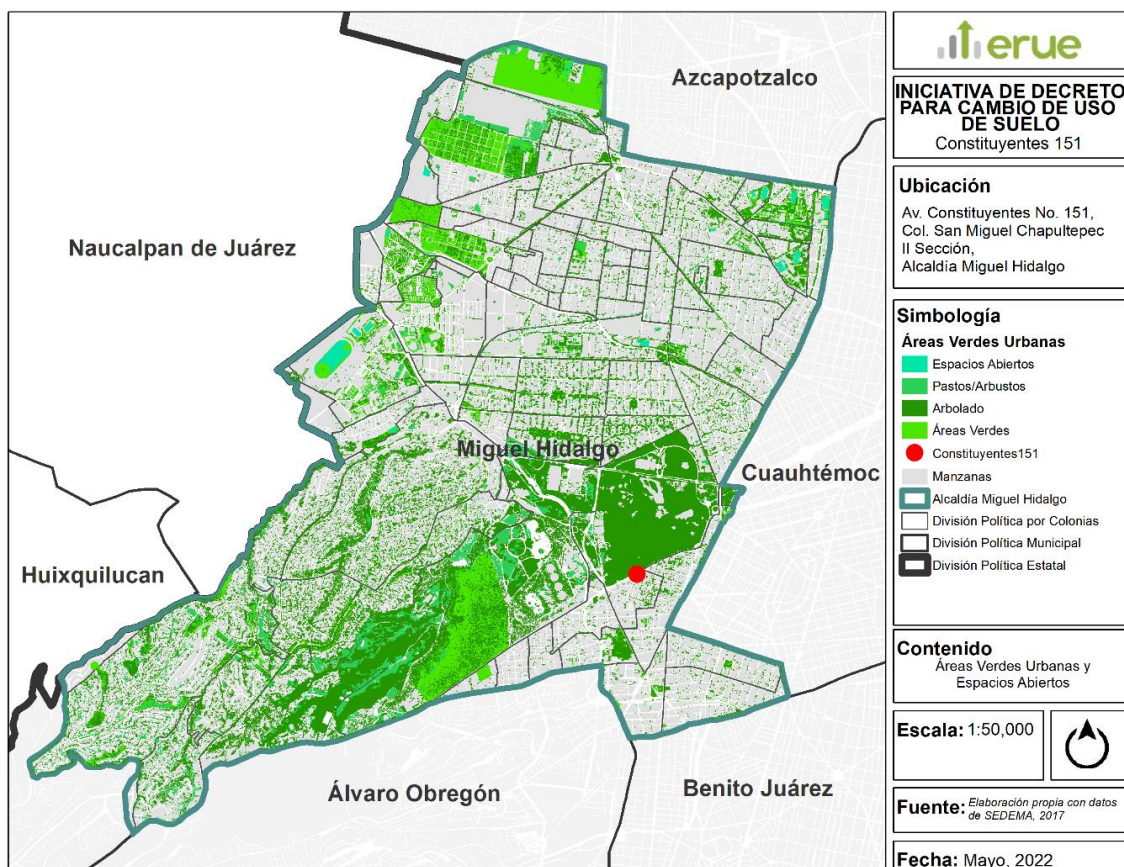 Azcapotzalco
Naucalpan de Juárez
Miguel Hidalgo
Cuauhtémoc
Huixquilucan
Álvaro Obregón
Benito Juárez
erue
INICIATIVA DE DECRETO
PARA CAMBIO DE USO
DE SUELO
Constituyentes 151
Ubicación
Av. Constituyentes No. 151,
Col. San Miguel Chapultepec
II Sección,
Alcaldía Miguel Hidalgo
Simbología
Áreas Verdes Urbanas
Espacios Abiertos
Pastos/Arbustos
Arbolado
Áreas Verdes
Constituyentes151
Manzanas
Alcaldía Miguel Hidalgo
División Política por Colonias
División Política Municipal
División Política Estatal
Contenido
Áreas Verdes Urbanas y
Espacios Abiertos
Escala: 1:50,000
Fuente: Elaboración propia con datos
de SEDEMA, 2017
Fecha: Mayo, 2022